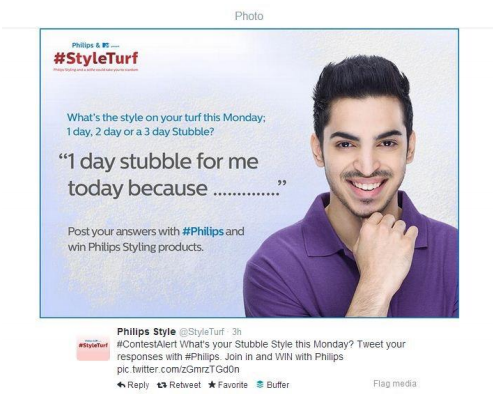 Photo
Philips &
#StyleTurf
What's the style on your turf this Monday;
1 day, 2 day or a 3 day Stubble?
“1 day stubble for me
today because ..............”
Post your answers with #Philips and
win Philips Styling products.
Philips Style @StyleTurf · 3h
#StyleTurf
#ContestAlert What's your Stubble Style this Monday? Tweet your
responses with #Philips. Join in and WIN with Philips
pic.twitter.com/zGmrzTGd0n
Reply Retweet Favorite Buffer
Flag media